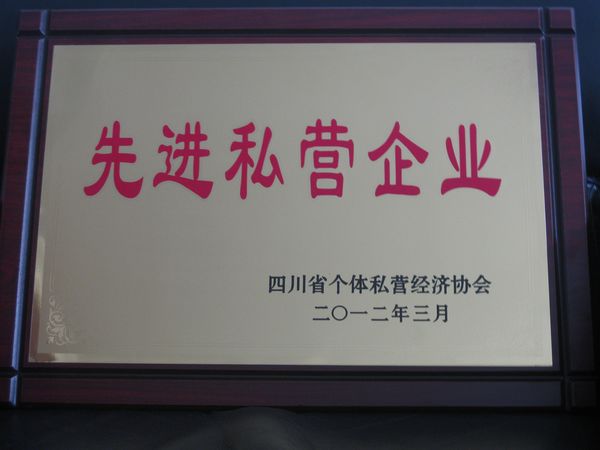 先进私营企业
四川省个体私营经济协会
二〇一二年三月